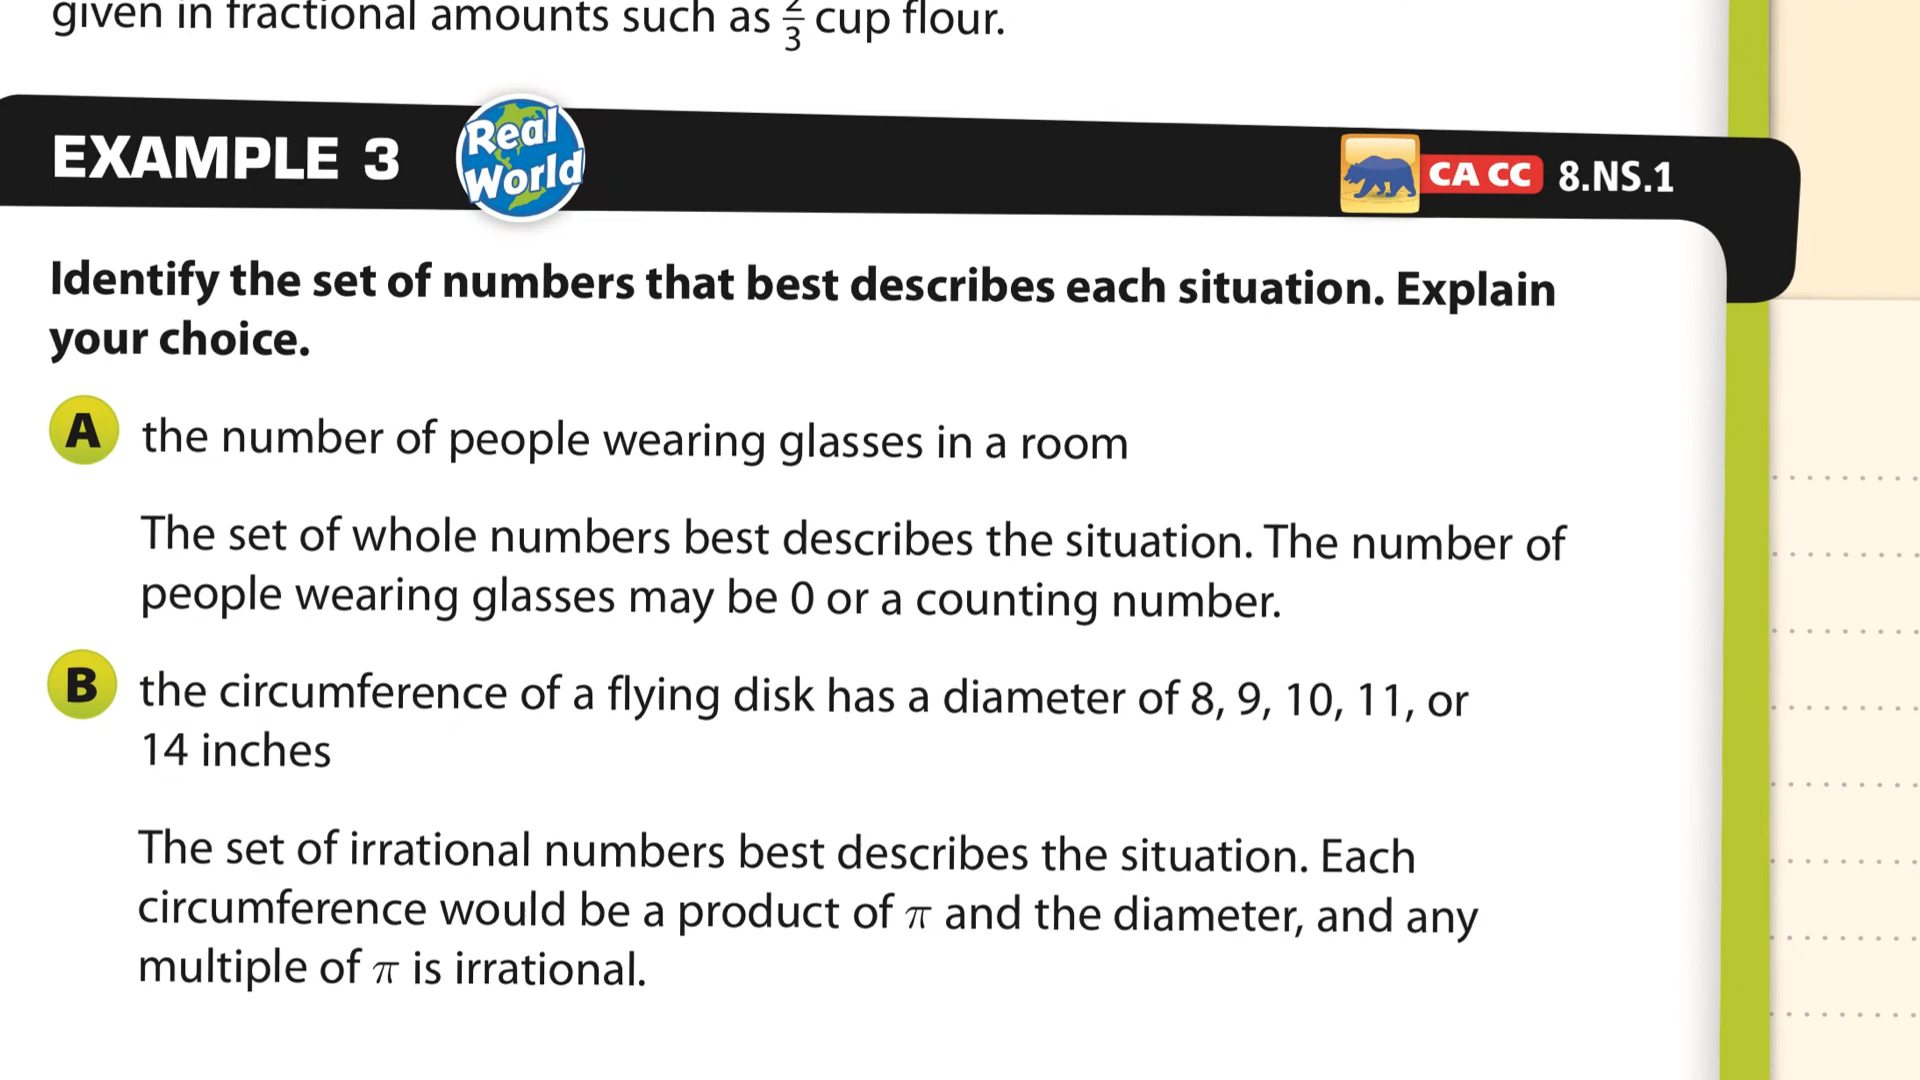 given in fractional amounts such as 2/3 cup flour.
EXAMPLE 3
Real
World
CA CC 8.NS.1
Identify the set of numbers that best describes each situation. Explain
your choice.
A the number of people wearing glasses in a room
The set of whole numbers best describes the situation. The number of
people wearing glasses may be 0 or a counting number.
B the circumference of a flying disk has a diameter of 8, 9, 10, 11, or
14 inches
The set of irrational numbers best describes the situation. Each
circumference would be a product of π and the diameter, and any
multiple of π is irrational.